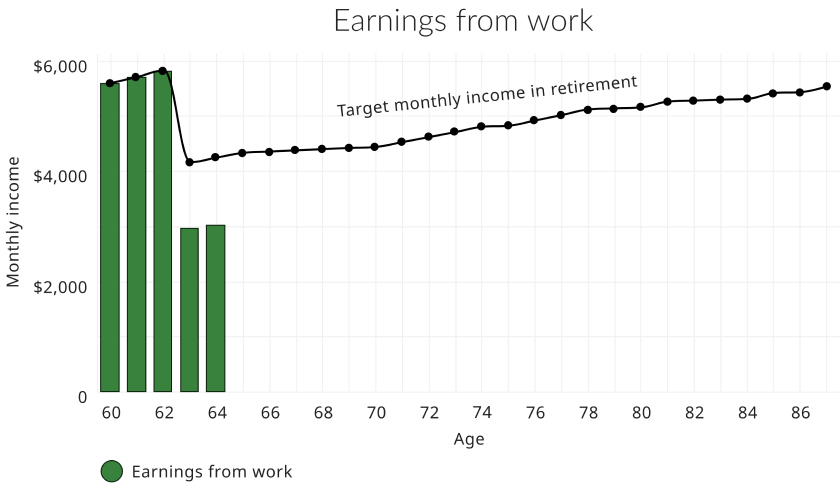 Earnings from work
$6,000
$4,000
$2,000
0
Monthly income
Target monthly income in retirement
60 62 64 66 68 70 72 74 76 78 80 82 84 86
Age
Earnings from work